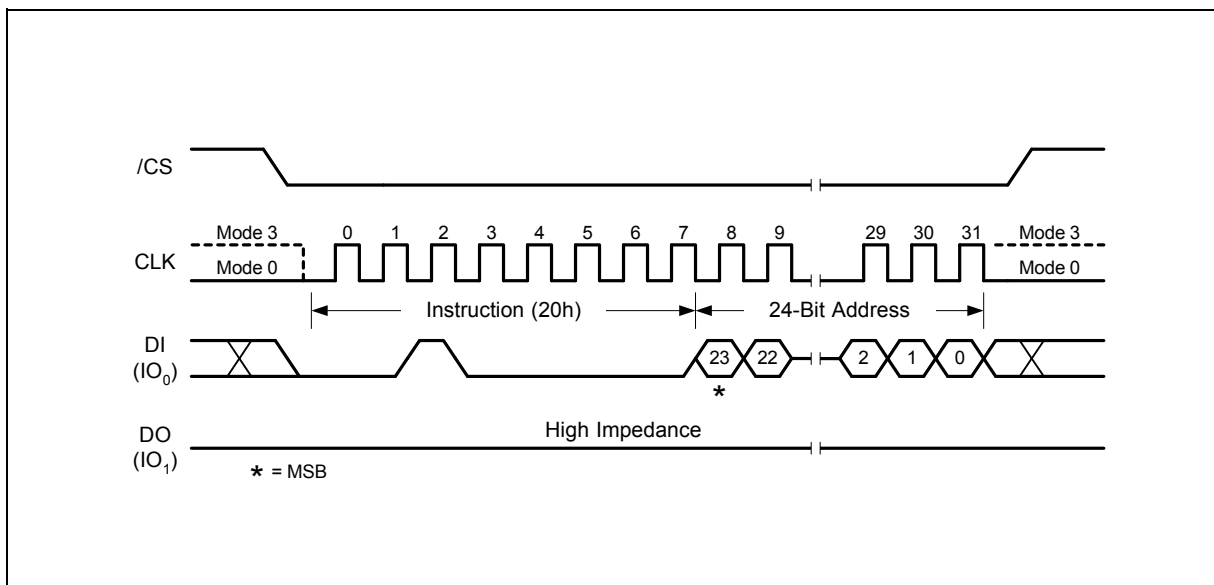 /CS
Mode 3 0 1 2 3 4 5 6 7 8 9 29 30 31 Mode 3
CLK
Mode 0 Mode 0
Instruction (20h) 24-Bit Address
DI
(IO₀)
23 22 2 1 0
*
High Impedance
DO
(IO₁)
* = MSB